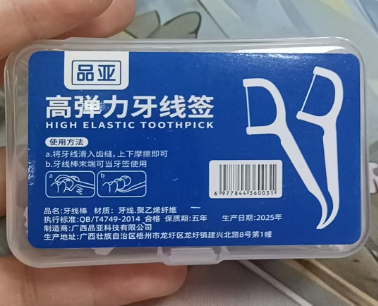 品亚
高弹力牙线签
HIGH ELASTIC TOOTHPICK
使用方法
a.将牙线滑入齿缝,上下摩擦即可
b.牙线棒末端可当牙签使用
6 977844 360031
品名:牙线棒 材质:牙线.聚乙烯纤维
执行标准:QB/T4749-2014 合格 保质期:五年 生产日期:2025年
制造商:广西品亚科技有限公司
生产地址:广西壮族自治区梧州市龙圩区龙圩镇建兴北路8号第1幢